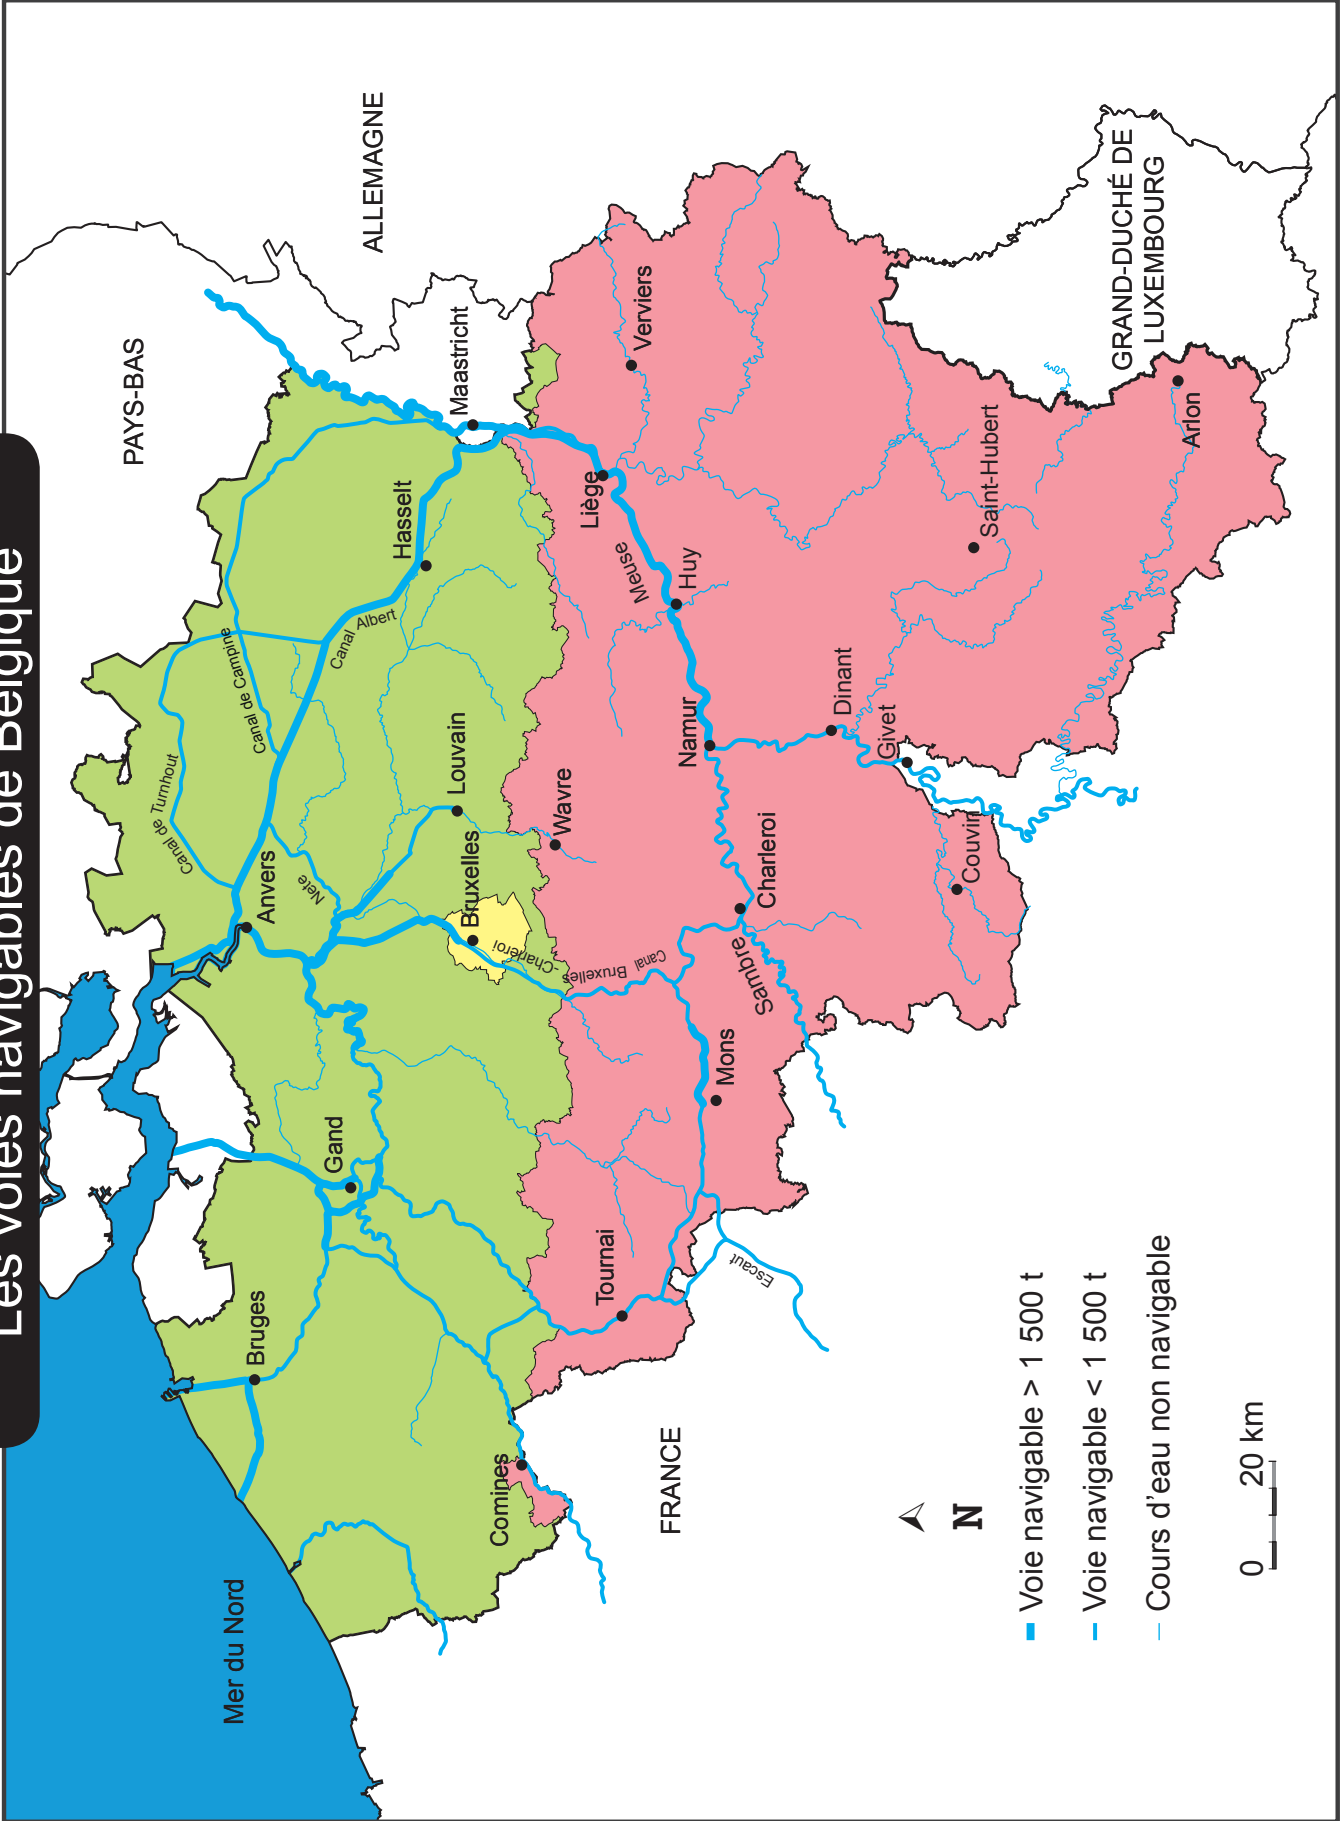 Les voies navigables de Belgique
PAYS-BAS
ALLEMAGNE
Mer du Nord
FRANCE
GRAND-DUCHÉ DE
LUXEMBOURG
Canal de Turnhout
Canal de Campine
Anvers
Bruges
Nete
Canal Albert
Gand
Hasselt
Maastricht
Louvain
Bruxelles
Comines
Canal Bruxelles -Charleroi
Wavre
Tournai
Liège
Verviers
Meuse
Huy
Namur
Mons
Charleroi
Sambre
Escaut
Dinant
Givet
Couvin
Saint-Hubert
Arlon
N
Voie navigable > 1 500 t
Voie navigable < 1 500 t
Cours d'eau non navigable
0 20 km